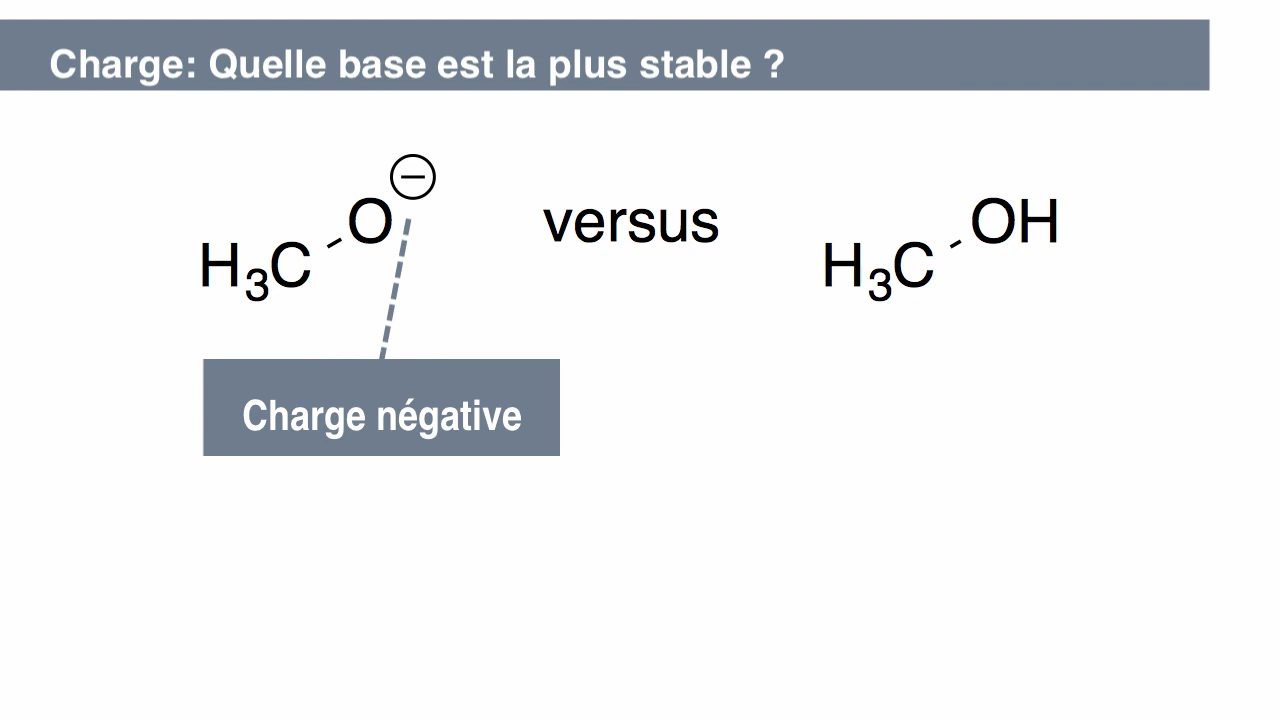 Charge: Quelle base est la plus stable ?
H₃C-O⊖ versus H₃C-OH
Charge négative